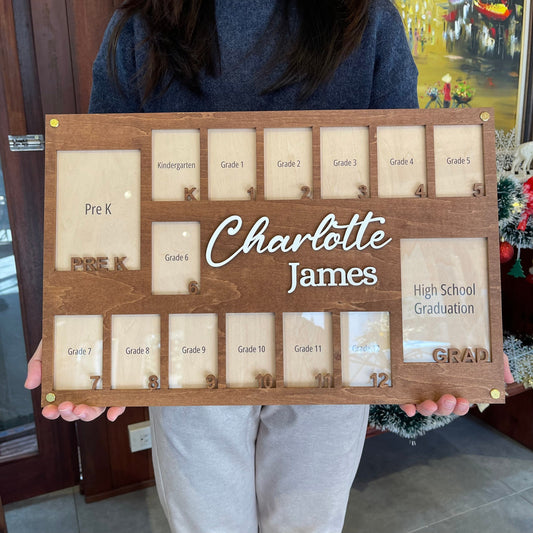 Kindergarten
K
Grade 1
1
Grade 2
2
Grade 3
3
Grade 4
4
Grade 5
5
Pre K
PRE K
Grade 6
6
Charlotte
James
High School
Graduation
GRAD
Grade 7
7
Grade 8
8
Grade 9
9
Grade 10
10
Grade 11
11
Grade 12
12